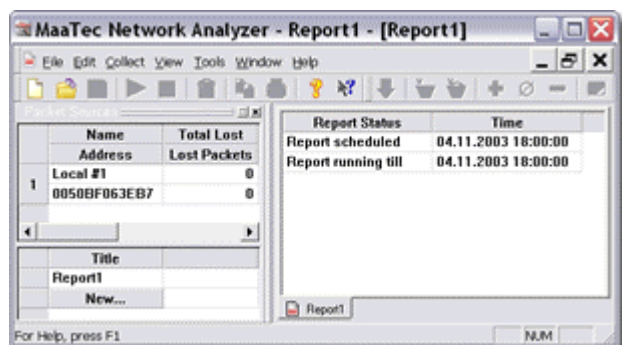 MaaTec Network Analyzer - Report1 - [Report1]
File Edit Collect View Tools Window Help
Packet Sources
Name Total Lost
Address Lost Packets
1
Local #1 0
0050BF063EB7 0
Title
Report1
New...
Report Status Time
Report scheduled 04.11.2003 18:00:00
Report running till 04.11.2003 18:00:00
Report1
For Help, press F1
NUM